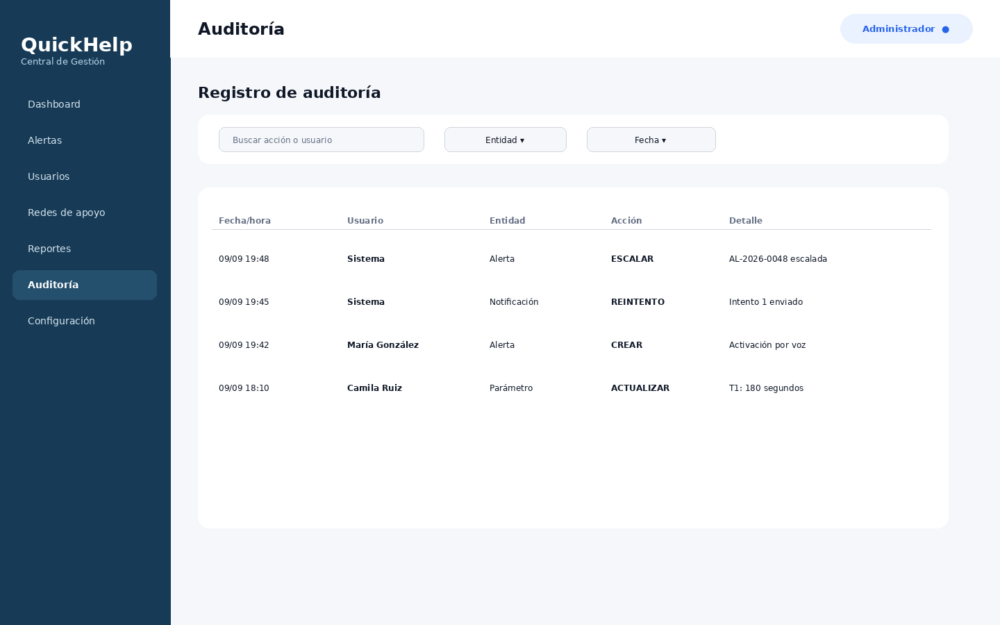 QuickHelp
Central de Gestión
Dashboard
Alertas
Usuarios
Redes de apoyo
Reportes
Auditoría
Configuración
Auditoría
Administrador ●
Registro de auditoría
Buscar acción o usuario
Entidad ▾
Fecha ▾
Fecha/hora Usuario Entidad Acción Detalle
09/09 19:48 Sistema Alerta ESCALAR AL-2026-0048 escalada
09/09 19:45 Sistema Notificación REINTENTO Intento 1 enviado
09/09 19:42 María González Alerta CREAR Activación por voz
09/09 18:10 Camila Ruiz Parámetro ACTUALIZAR T1: 180 segundos